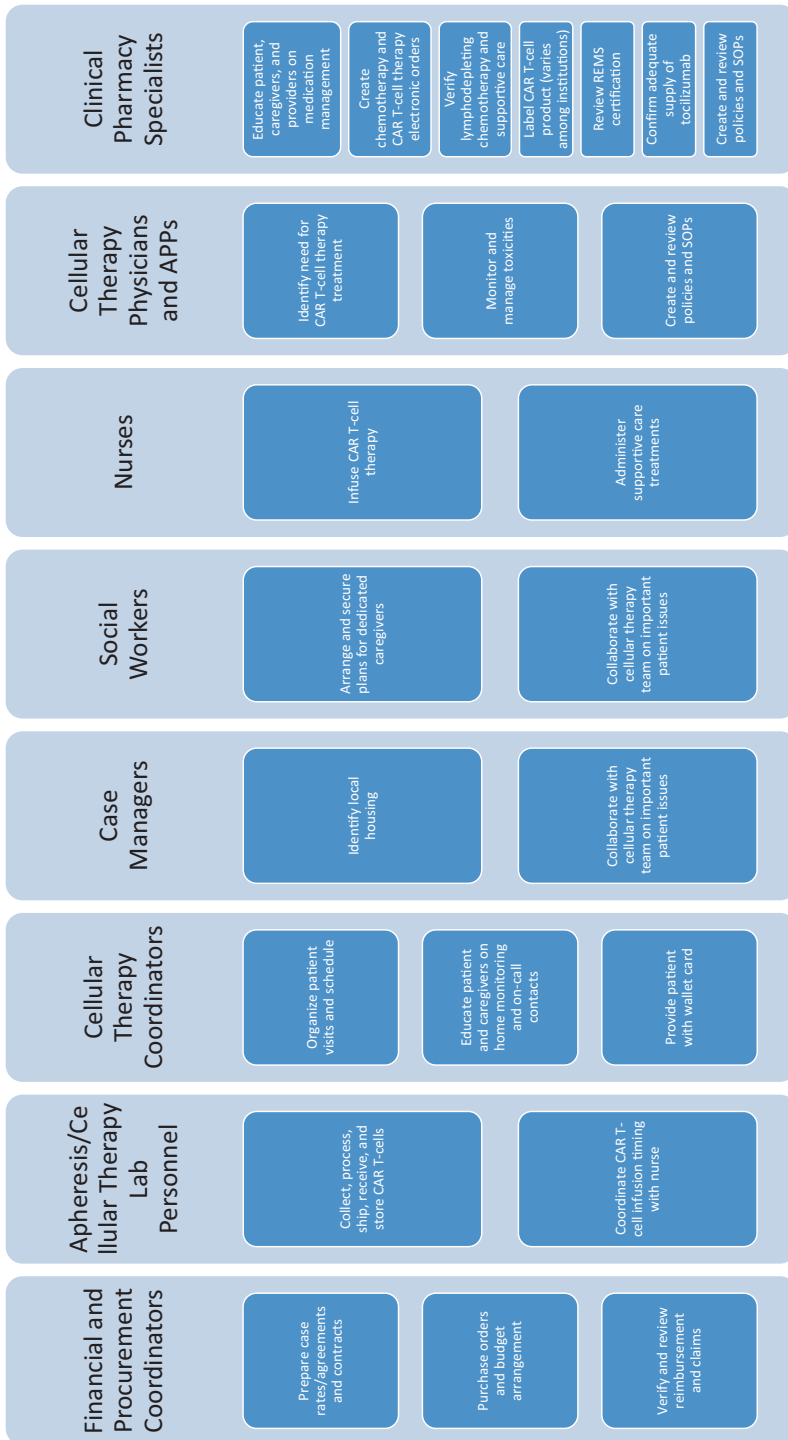 Financial and
Procurement
Coordinators
Prepare case
rates/agreements
and contracts
Purchase orders
and budget
arrangement
Verify and review
reimbursement
and claims
Apheresis/Ce
llular Therapy
Lab
Personnel
Collect, process,
ship, receive, and
store CAR T-cells
Coordinate CAR T-
cell infusion timing
with nurse
Cellular
Therapy
Coordinators
Organize patient
visits and schedule
Educate patient
and caregivers on
home monitoring
and on-call
contacts
Provide patient
with wallet card
Case
Managers
Identify local
housing
Collaborate with
cellular therapy
team on important
patient issues
Social
Workers
Arrange and secure
plans for dedicated
caregivers
Collaborate with
cellular therapy
team on important
patient issues
Nurses
Infuse CAR T-cell
therapy
Administer
supportive care
treatments
Cellular
Therapy
Physicians
and APPs
Identify need for
CAR T-cell therapy
treatment
Monitor and
manage toxicities
Create and review
policies and SOPs
Clinical
Pharmacy
Specialists
Educate patient,
caregivers, and
providers on
medication
management
Create
chemotherapy and
CAR T-cell therapy
electronic orders
Verify
lymphodepleting
chemotherapy and
supportive care
Label CAR T-cell
product (varies
among institutions)
Review REMS
certification
Confirm adequate
supply of
tocilizumab
Create and review
policies and SOPs